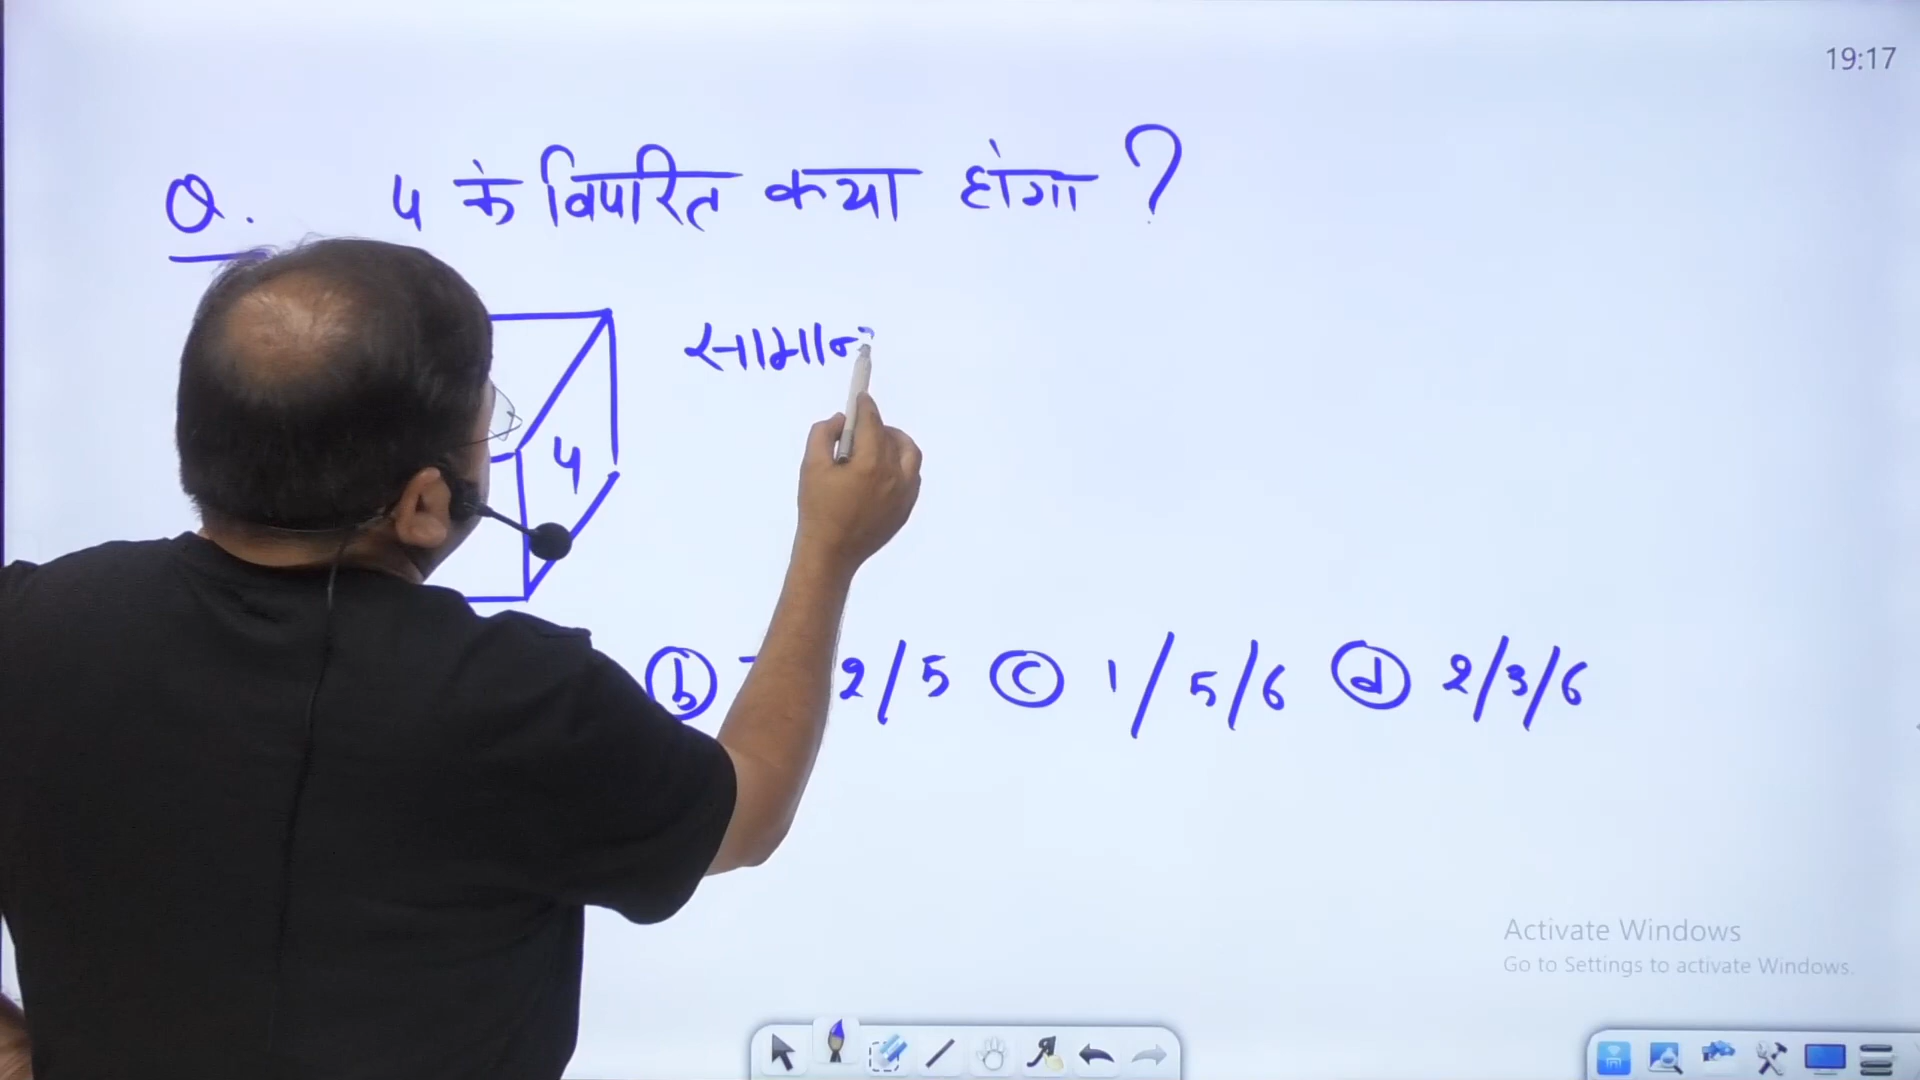 19:17
Q. 4 के विपरित कया होगा ?
4
b 2/5 c 1/5/6 d 2/3/6
Activate Windows
Go to Settings to activate Windows.